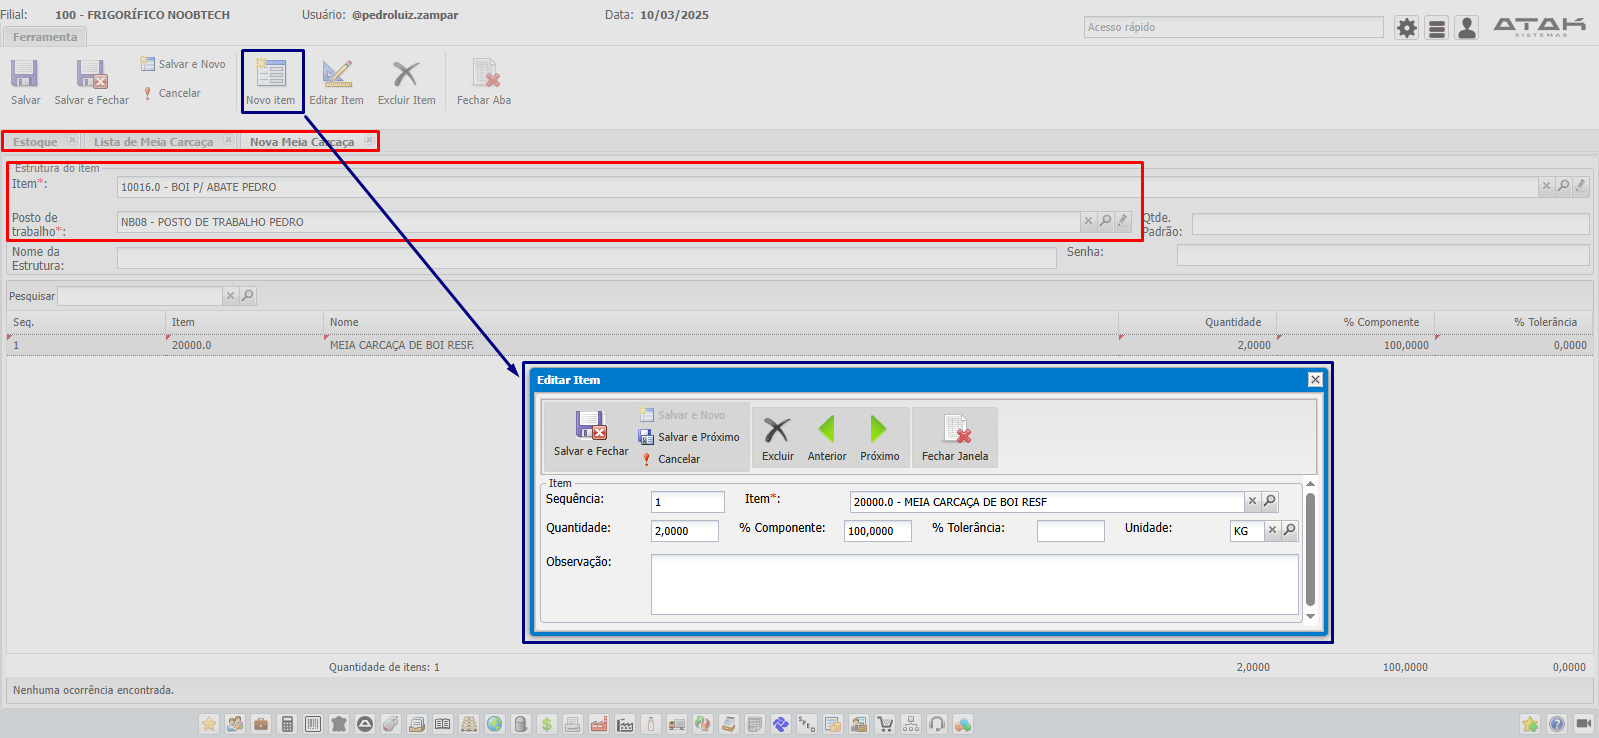 Filial: 100 - FRIGORÍFICO NOOBTECH Usuário: @pedroluiz.zampar Data: 10/03/2025
Acesso rápido
ATAK
SISTEMAS
Ferramenta
Salvar
Salvar e Fechar
Salvar e Novo
Cancelar
Novo item
Editar Item
Excluir Item
Fechar Aba
Estoque Lista de Meia Carcaça Nova Meia Carcaça
Estrutura do item
Item*: 10016.0 - BOI P/ ABATE PEDRO
Posto de trabalho*: NB08 - POSTO DE TRABALHO PEDRO
Qtde. Padrão:
Nome da Estrutura:
Senha:
Pesquisar
Seq. Item Nome Quantidade % Componente % Tolerância
1 20000.0 MEIA CARCAÇA DE BOI RESF. 2,0000 100,0000 0,0000
Editar Item
Salvar e Fechar
Salvar e Novo
Salvar e Próximo
Cancelar
Excluir
Anterior
Próximo
Fechar Janela
Item
Sequência: 1 Item*: 20000.0 - MEIA CARCAÇA DE BOI RESF
Quantidade: 2,0000 % Componente: 100,0000 % Tolerância: Unidade: KG
Observação:
Quantidade de itens: 1 2,0000 100,0000 0,0000
Nenhuma ocorrência encontrada.
SPED